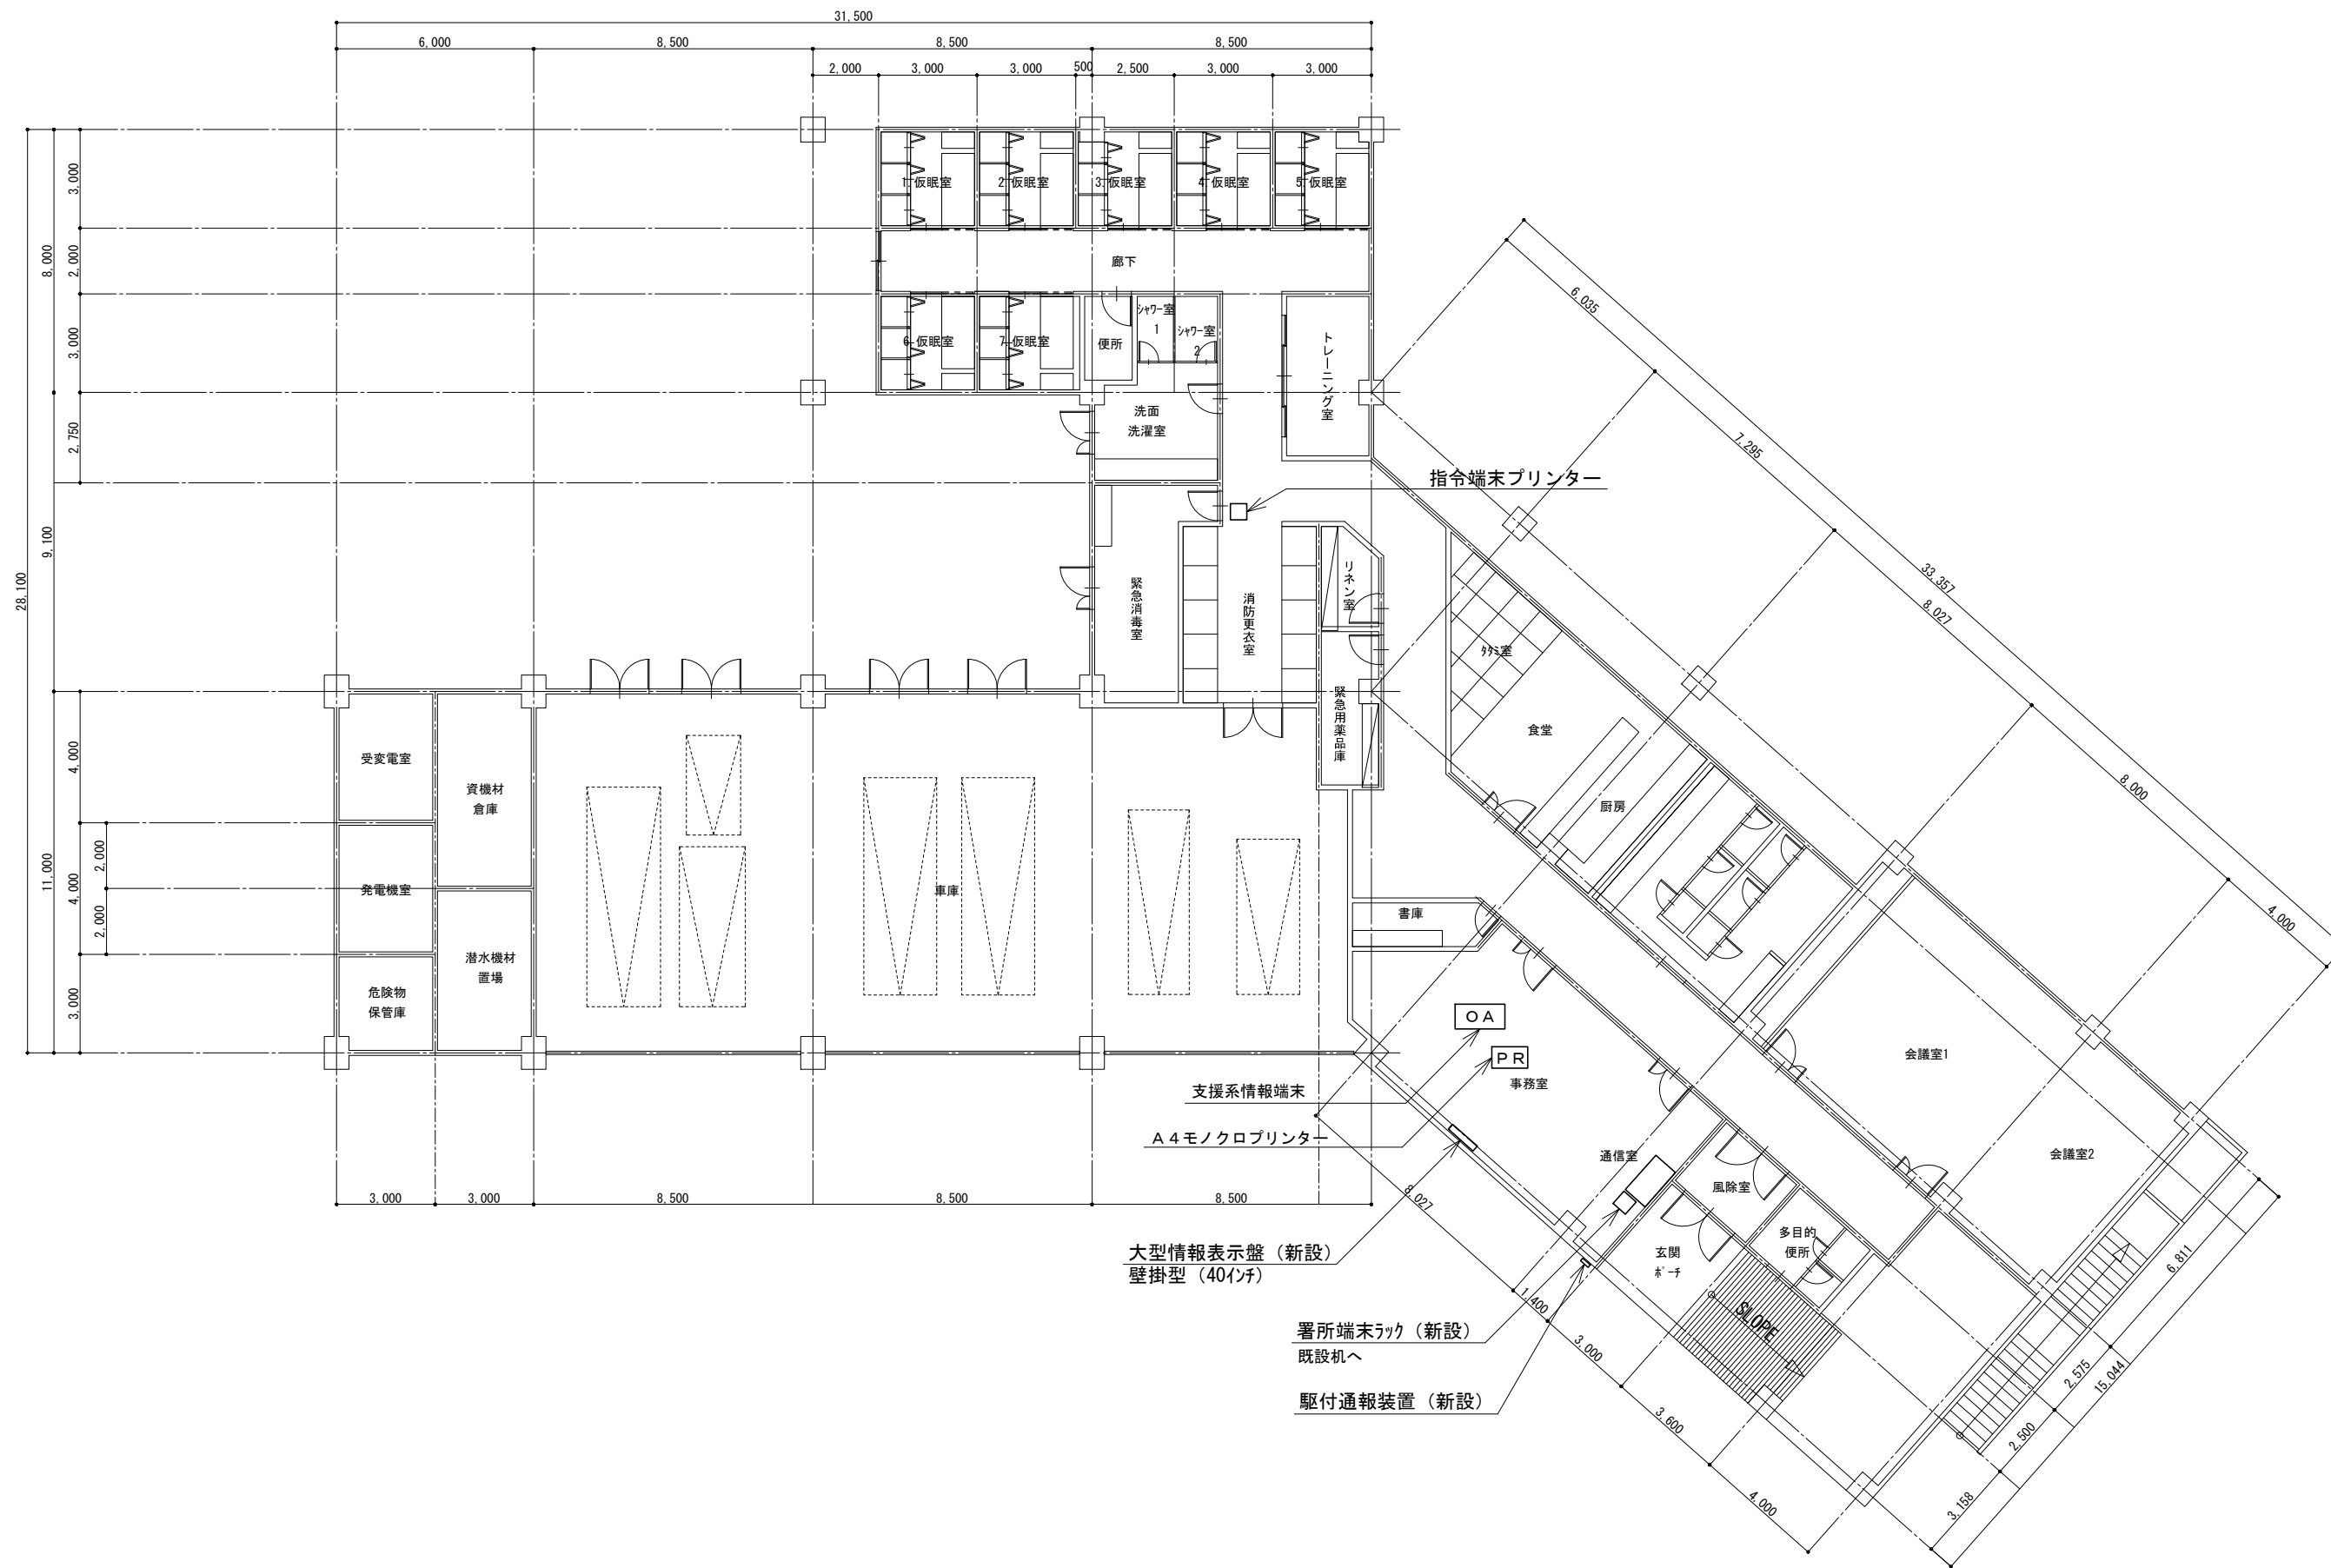 31,500
6,000
8,500
8,500
8,500
2,000
3,000
3,000
500
2,500
3,000
3,000
28,100
8,000
9,100
11,000
3,000
2,000
3,000
2,750
4,000
4,000
3,000
2,000
2,000
1.仮眠室
2.仮眠室
3.仮眠室
4.仮眠室
5.仮眠室
廊下
6.仮眠室
7.仮眠室
便所
シャワー室
1
シャワー室
2
トレーニング室
洗面
洗濯室
指令端末プリンター
緊急消毒室
消防更衣室
リネン室
緊急用薬品庫
タタミ室
食堂
厨房
受変電室
資機材
倉庫
発電機室
車庫
書庫
危険物
保管庫
潜水機材
置場
6,035
7,295
33,357
8,027
8,000
4,000
OA
PR
事務室
支援系情報端末
A4モノクロプリンター
会議室1
会議室2
通信室
風除室
多目的
便所
玄関
ポーチ
SLOPE
大型情報表示盤（新設）
壁掛型（40インチ）
署所端末ラック（新設）
既設机へ
駆付通報装置（新設）
3,000
3,000
8,500
8,500
8,500
8,027
1,400
3,000
3,600
4,000
6,811
2,575
15,044
2,500
3,158